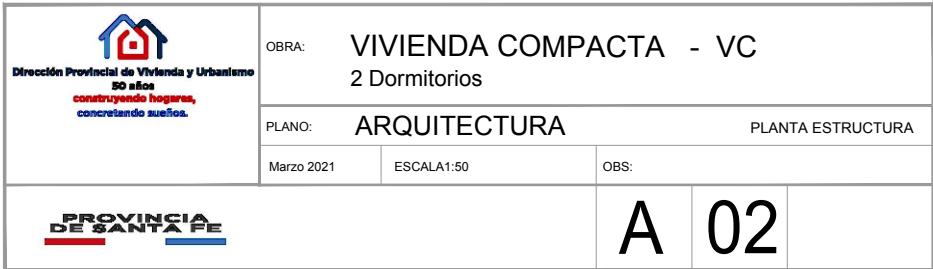 Dirección Provincial de Vivienda y Urbanismo
50 años
construyendo hogares,
concretando sueños.
OBRA: VIVIENDA COMPACTA - VC
2 Dormitorios
PLANO: ARQUITECTURA PLANTA ESTRUCTURA
Marzo 2021 ESCALA1:50 OBS:
PROVINCIA
DE SANTA FE
A 02